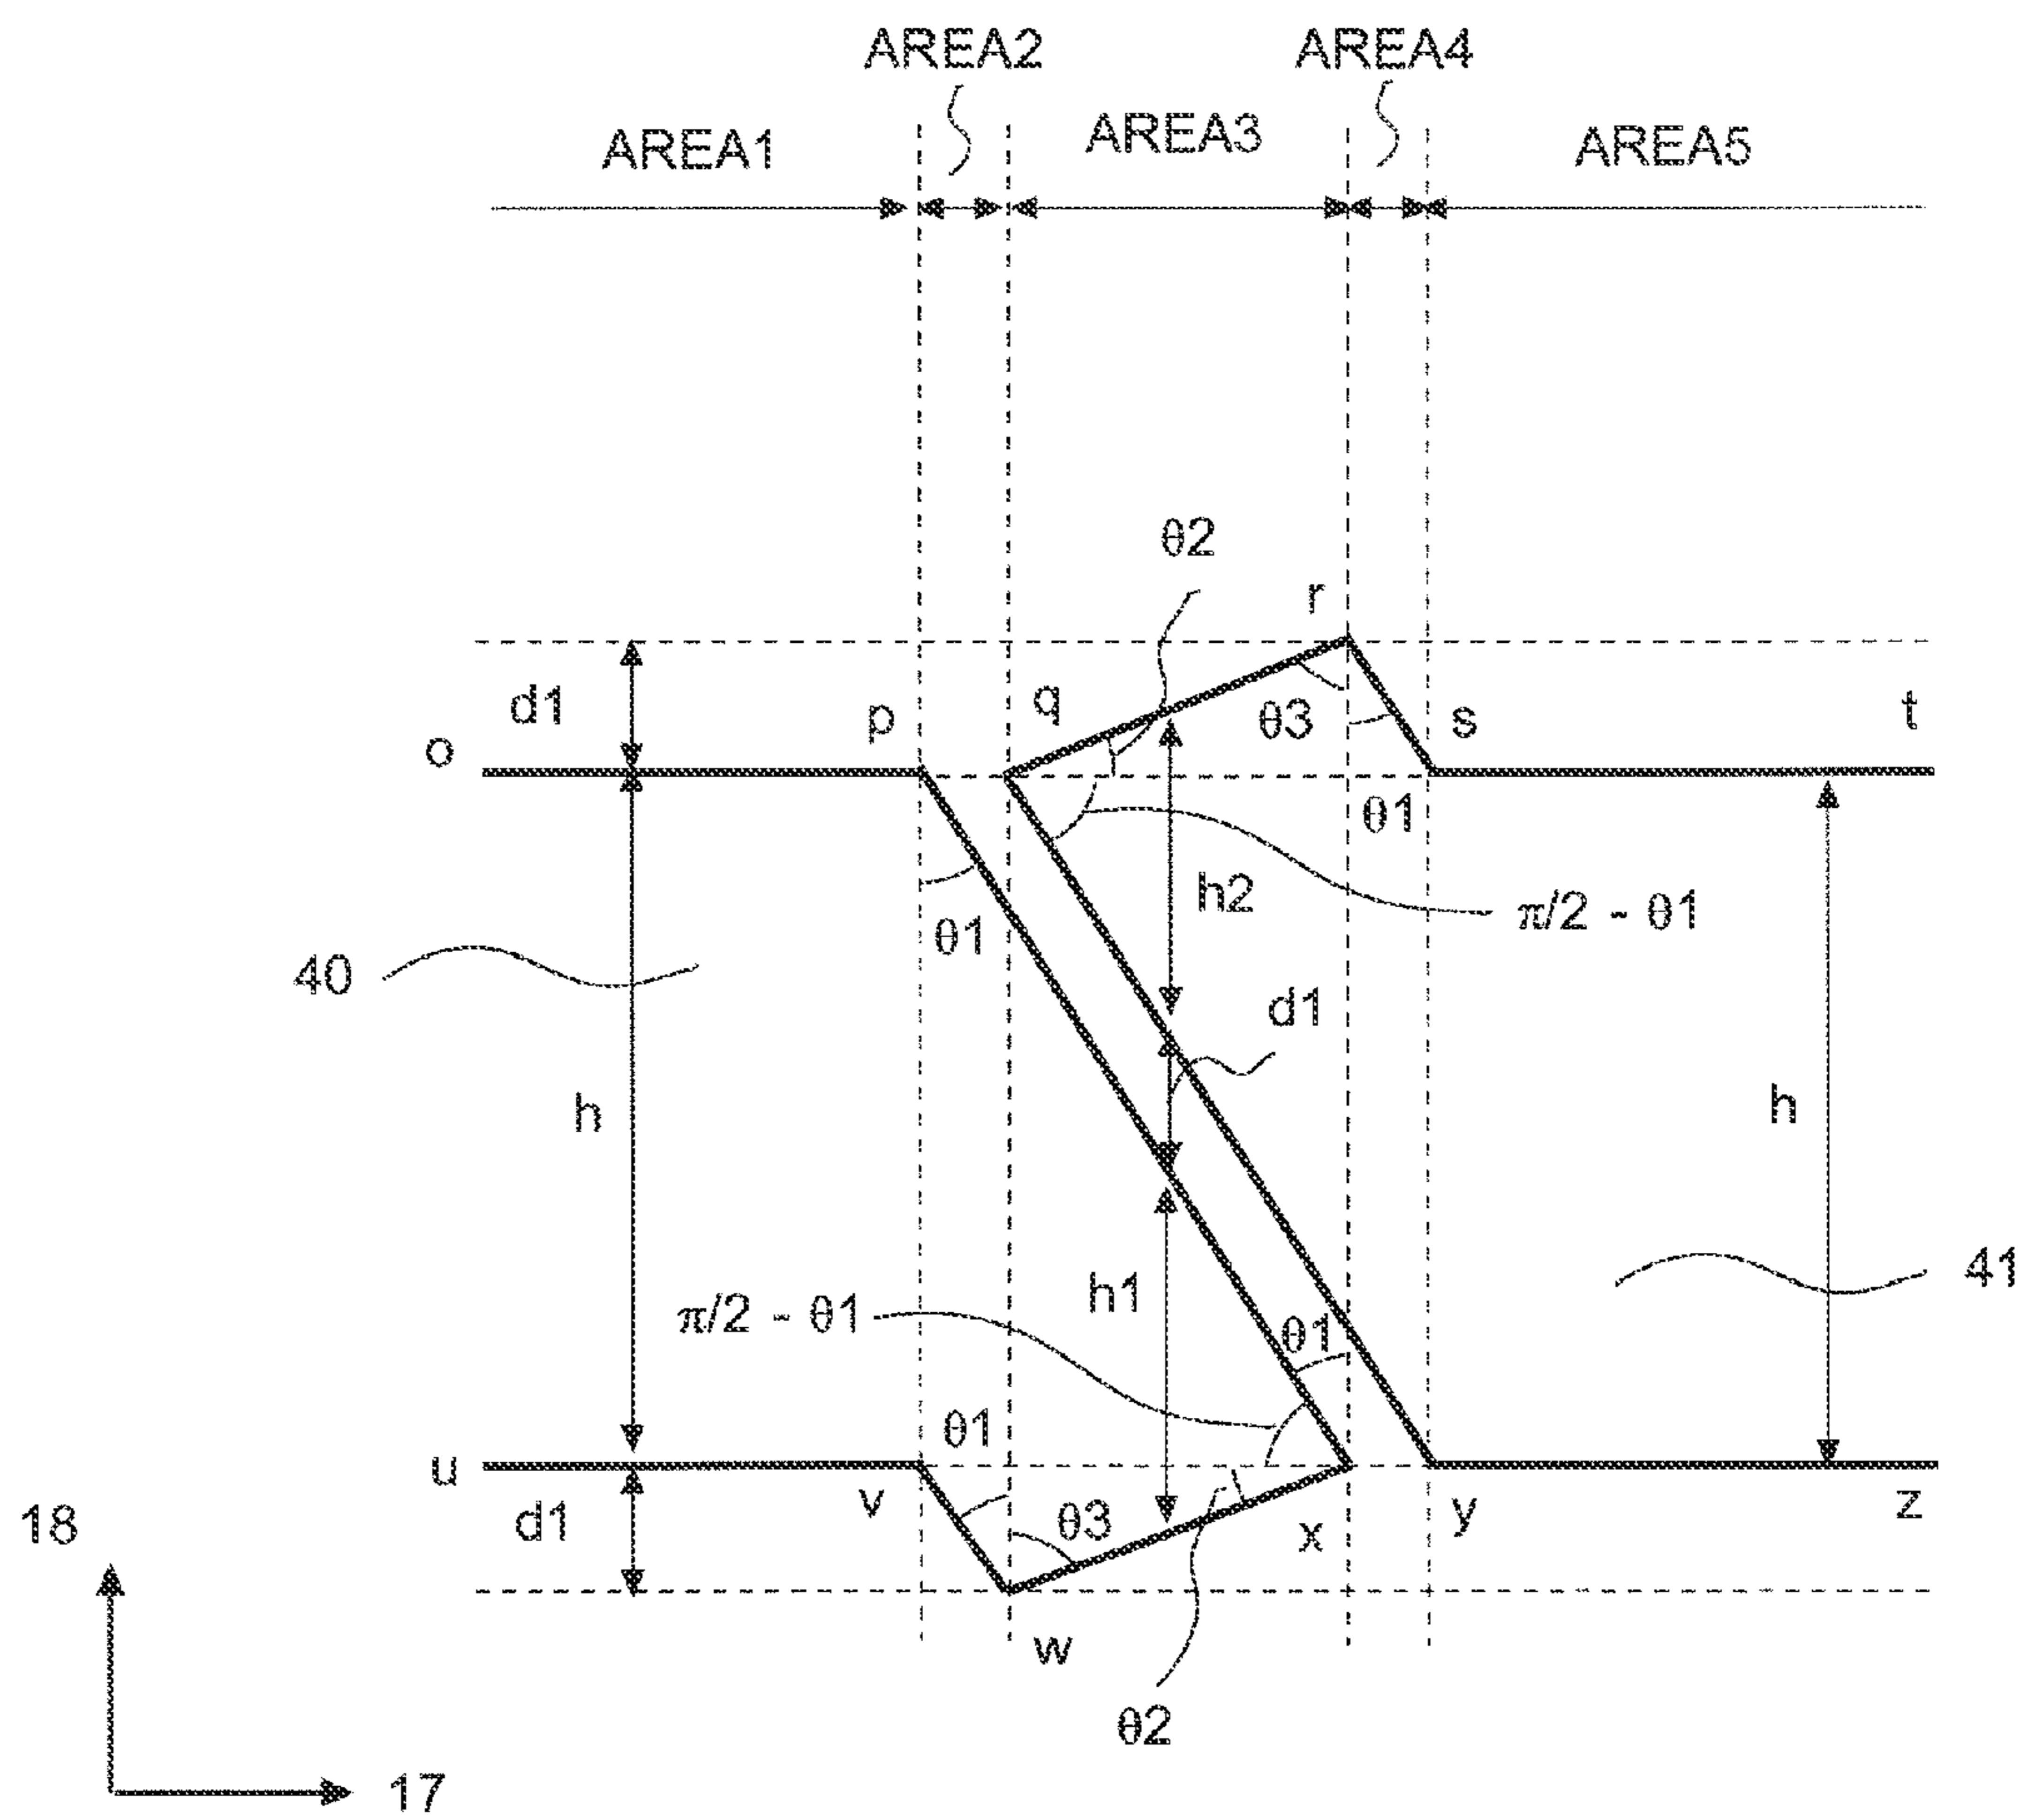 AREA2 AREA4
AREA1 AREA3 AREA5
θ2
r
d1 p q θ3 s t
o
θ1
h2 π/2 - θ1
40 θ1
d1
h h
41
h1
π/2 - θ1 θ1
θ1
u
v θ3 x y z
18 d1
w
θ2
17